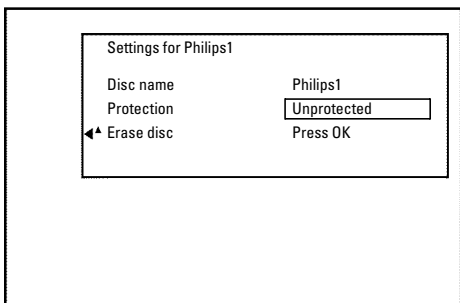 Settings for Philips1
Disc name Philips1
Protection Unprotected
Erase disc Press OK